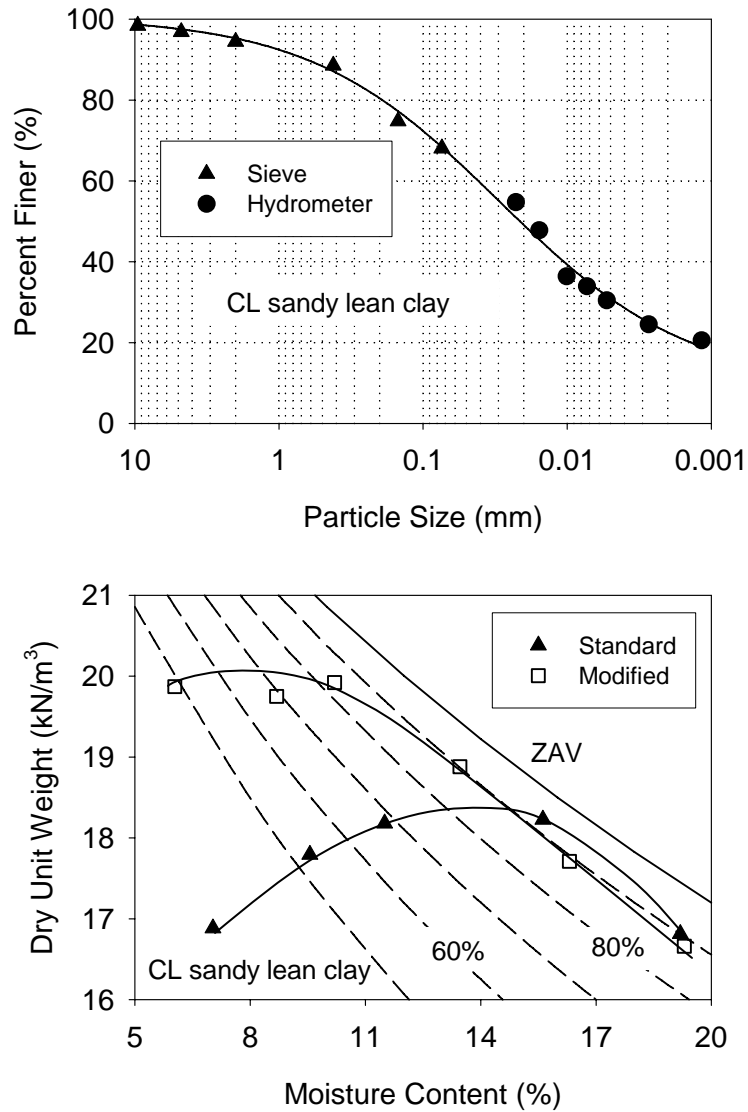 100
80
60
40
20
0
Percent Finer (%)
Sieve
Hydrometer
CL sandy lean clay
10 1 0.1 0.01 0.001
Particle Size (mm)
21
20
19
18
17
16
Dry Unit Weight (kN/m³)
Standard
Modified
ZAV
60%
80%
CL sandy lean clay
5 8 11 14 17 20
Moisture Content (%)